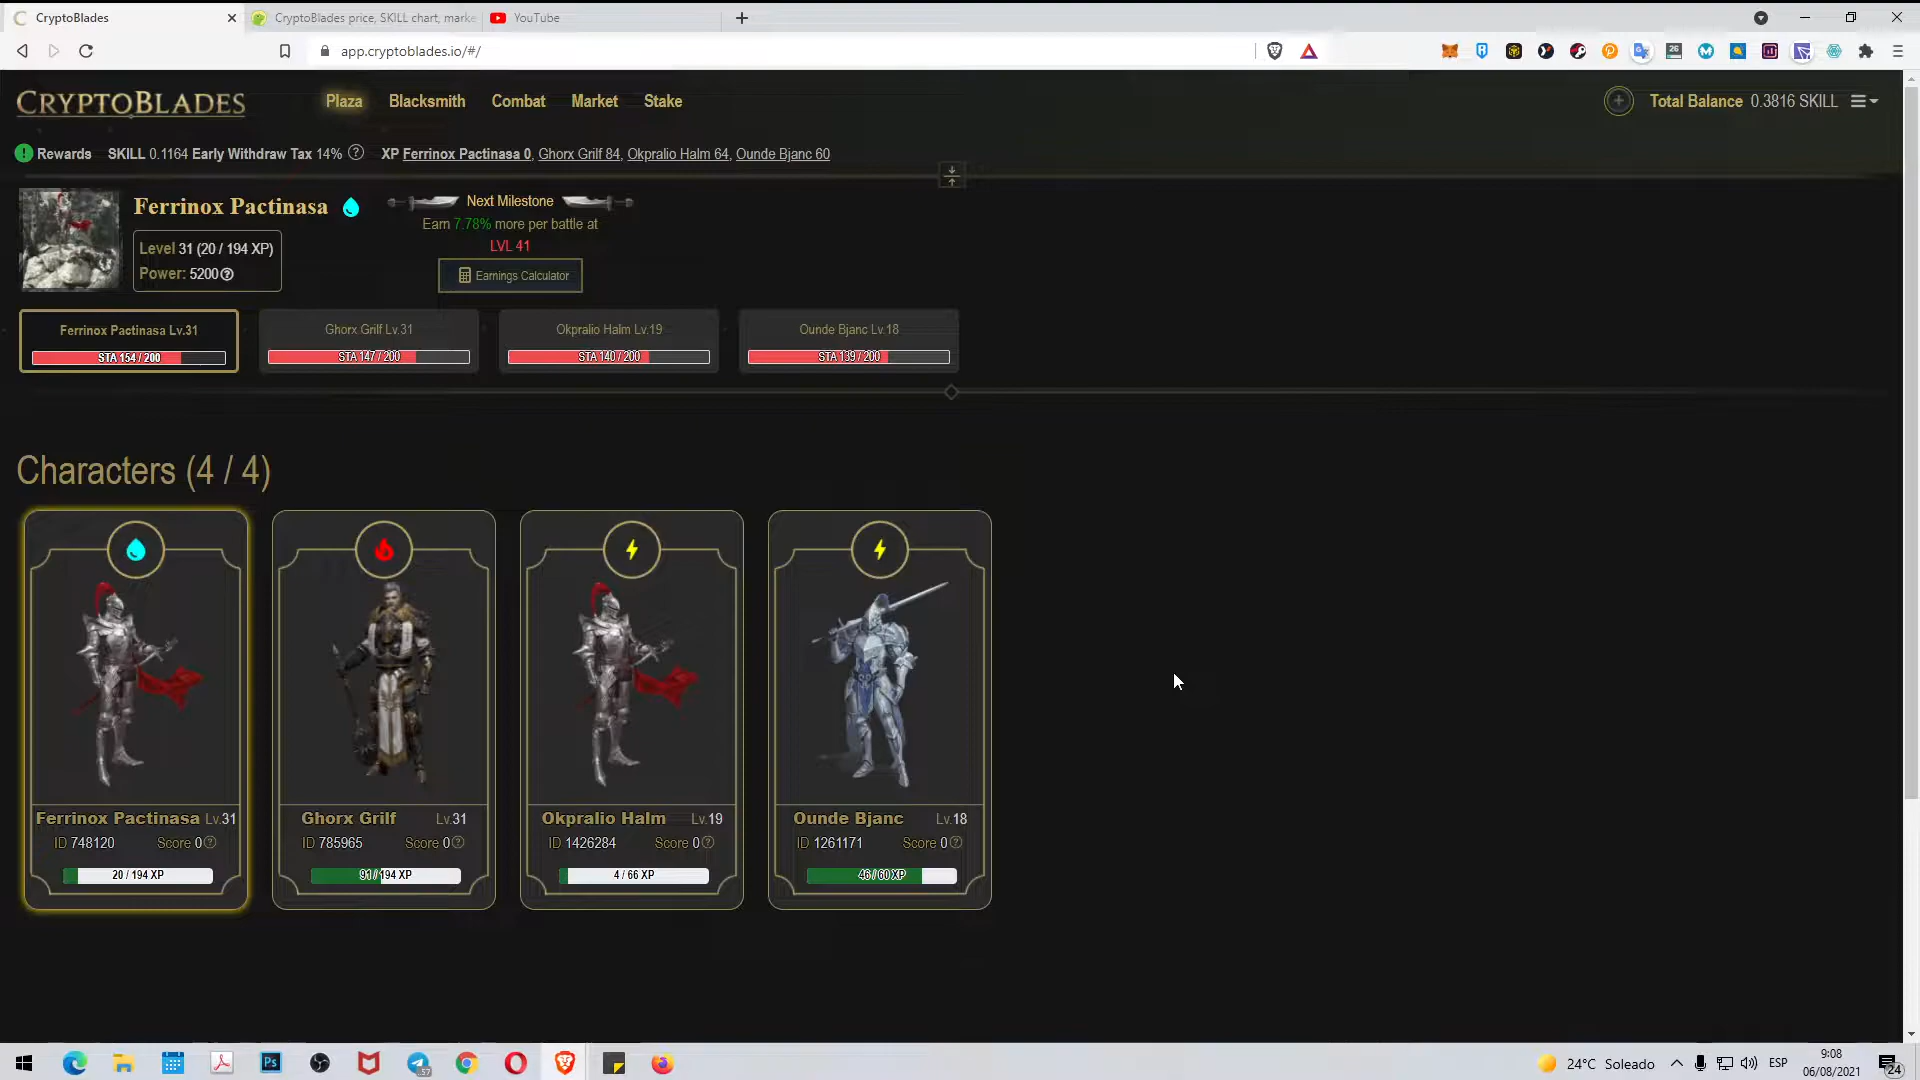 CryptoBlades
CryptoBlades price, SKILL chart, marke
YouTube
app.cryptoblades.io/#/
26
CRYPTOBLADES
Plaza
Blacksmith
Combat
Market
Stake
Total Balance 0.3816 SKILL
Rewards SKILL 0.1164 Early Withdraw Tax 14% XP Ferrinox Pactinasa 0, Ghorx Grilf 84, Okpralio Halm 64, Ounde Bjanc 60
Ferrinox Pactinasa
Level 31 (20 / 194 XP)
Power: 5200
Next Milestone
Earn 7.78% more per battle at
LVL 41
Earnings Calculator
Ferrinox Pactinasa Lv.31
STA 154 / 200
Ghorx Grilf Lv.31
STA 147 / 200
Okpralio Halm Lv.19
STA 140 / 200
Ounde Bjanc Lv.18
STA 139 / 200
Characters (4 / 4)
Ferrinox Pactinasa Lv.31
ID 748120 Score 0
20 / 194 XP
Ghorx Grilf Lv.31
ID 785965 Score 0
91 / 194 XP
Okpralio Halm Lv.19
ID 1426284 Score 0
4 / 66 XP
Ounde Bjanc Lv.18
ID 1261171 Score 0
46 / 60 XP
Ps
57
24°C Soleado
ESP
9:08
06/08/2021
24